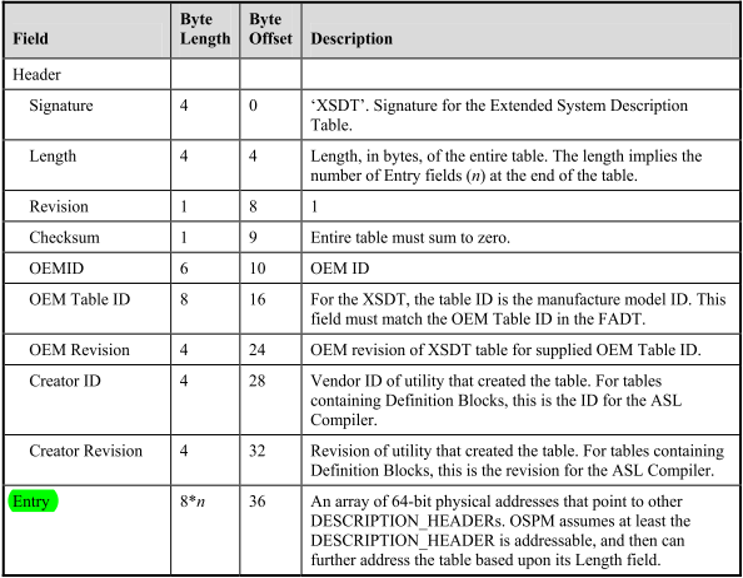 Field Byte Length Byte Offset Description
Header
Signature 4 0 ‘XSDT’. Signature for the Extended System Description
Table.
Length 4 4 Length, in bytes, of the entire table. The length implies the
number of Entry fields (n) at the end of the table.
Revision 1 8 1
Checksum 1 9 Entire table must sum to zero.
OEMID 6 10 OEM ID
OEM Table ID 8 16 For the XSDT, the table ID is the manufacture model ID. This
field must match the OEM Table ID in the FADT.
OEM Revision 4 24 OEM revision of XSDT table for supplied OEM Table ID.
Creator ID 4 28 Vendor ID of utility that created the table. For tables
containing Definition Blocks, this is the ID for the ASL
Compiler.
Creator Revision 4 32 Revision of utility that created the table. For tables containing
Definition Blocks, this is the revision for the ASL Compiler.
Entry 8*n 36 An array of 64-bit physical addresses that point to other
DESCRIPTION_HEADERs. OSPM assumes at least the
DESCRIPTION_HEADER is addressable, and then can
further address the table based upon its Length field.